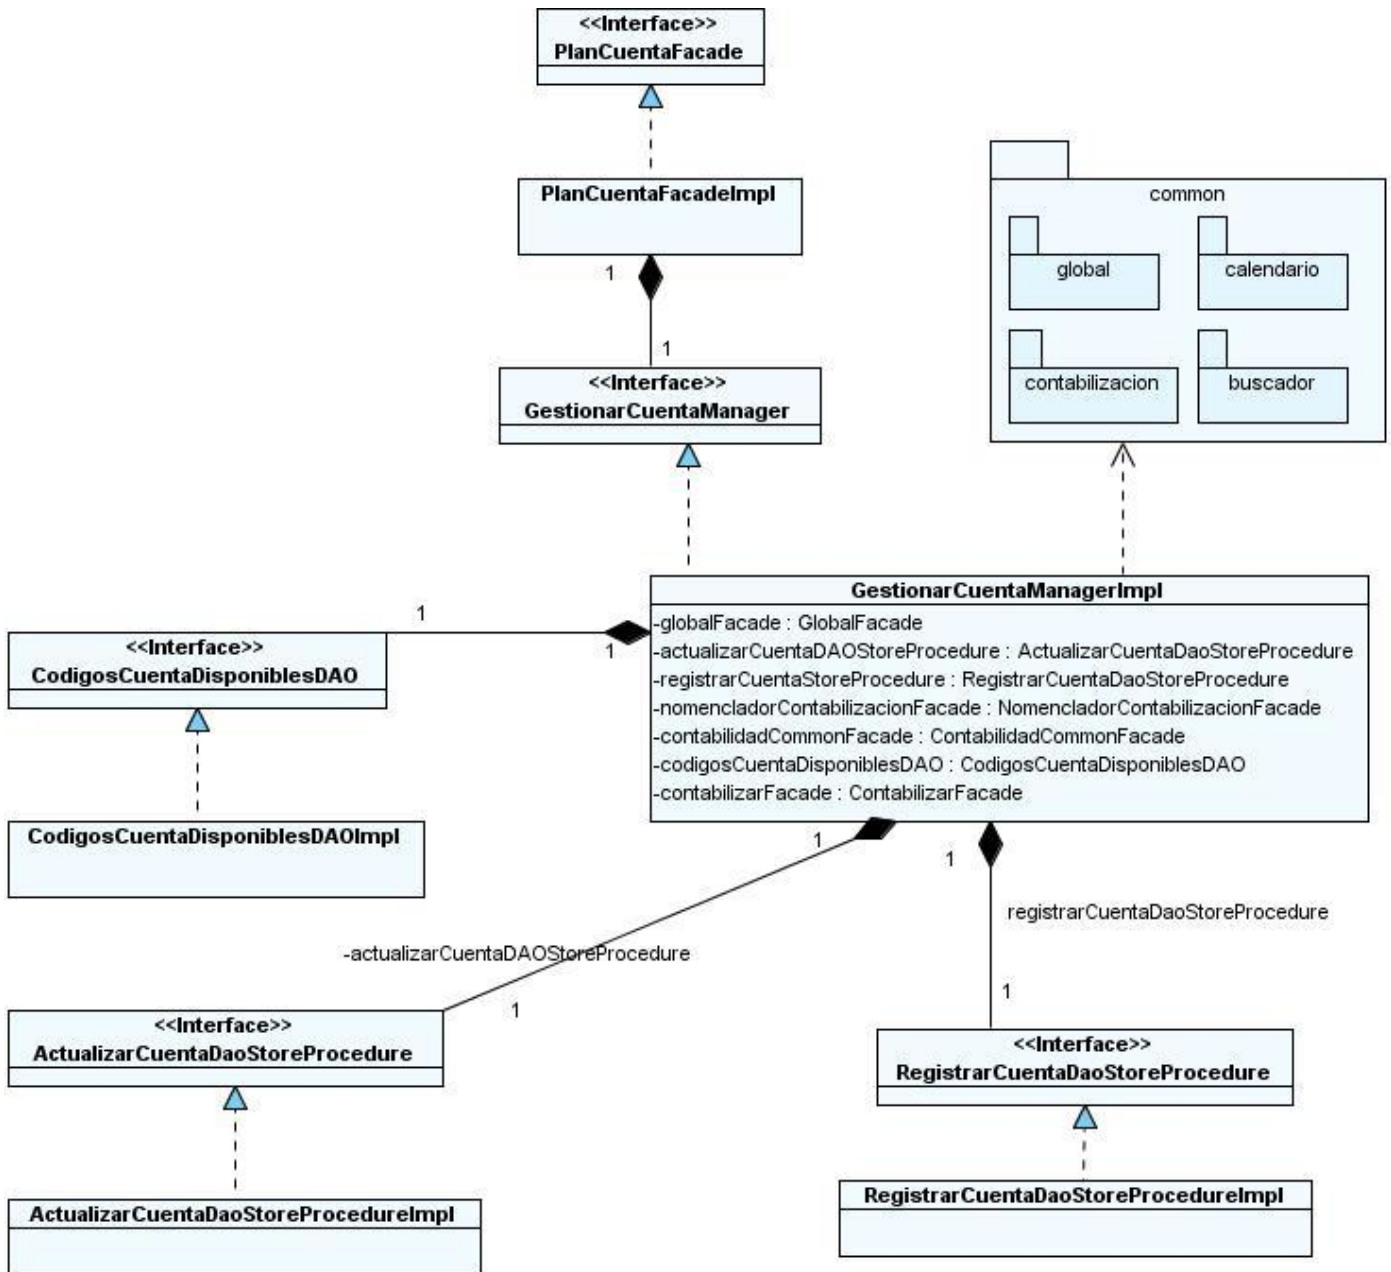 <<Interface>>
PlanCuentaFacade
PlanCuentaFacadeImpl
1
1
<<Interface>>
GestionarCuentaManager
common
global
calendario
contabilizacion
buscador
GestionarCuentaManagerImpl
-globalFacade : GlobalFacade
-actualizarCuentaDAOStoreProcedure : ActualizarCuentaDaoStoreProcedure
-registrarCuentaStoreProcedure : RegistrarCuentaDaoStoreProcedure
-nomencladorContabilizacionFacade : NomencladorContabilizacionFacade
-contabilidadCommonFacade : ContabilidadCommonFacade
-codigosCuentaDisponiblesDAO : CodigosCuentaDisponiblesDAO
-contabilizarFacade : ContabilizarFacade
1
1
<<Interface>>
CodigosCuentaDisponiblesDAO
CodigosCuentaDisponiblesDAOImpl
1
-actualizarCuentaDAOStoreProcedure
1
<<Interface>>
ActualizarCuentaDaoStoreProcedure
ActualizarCuentaDaoStoreProcedureImpl
1
registrarCuentaDaoStoreProcedure
1
<<Interface>>
RegistrarCuentaDaoStoreProcedure
RegistrarCuentaDaoStoreProcedureImpl